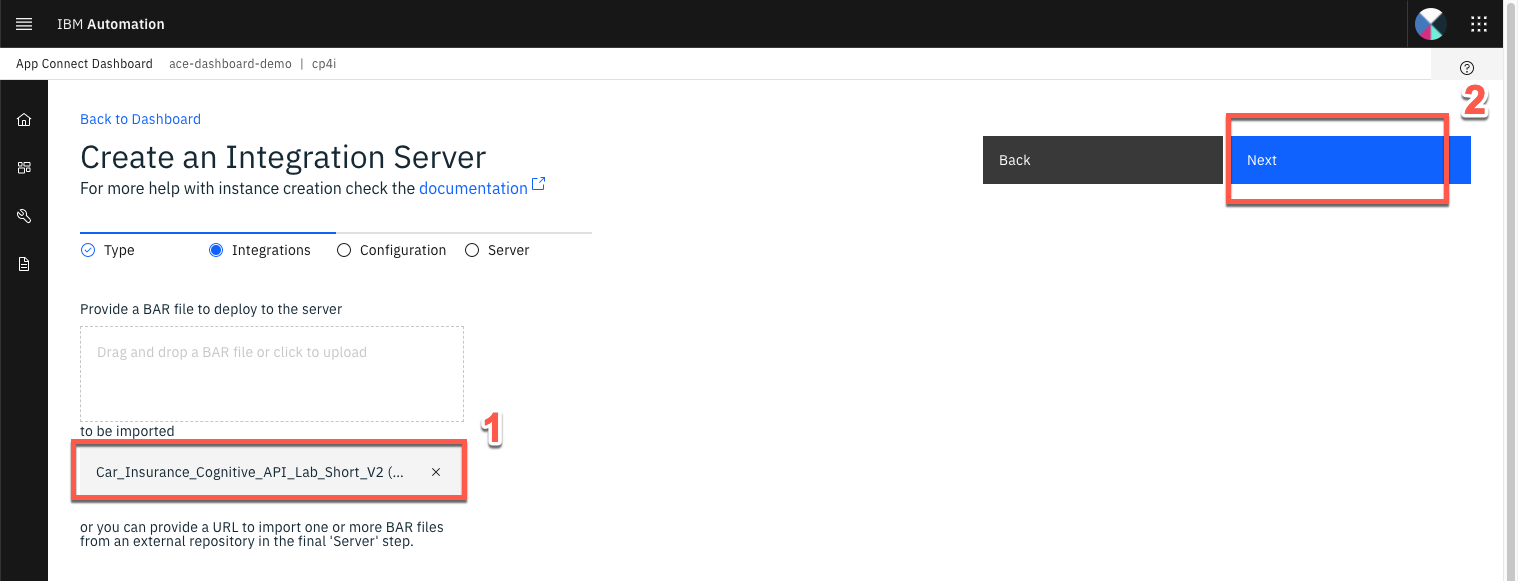 IBM Automation
App Connect Dashboard ace-dashboard-demo | cp4i
2
Back to Dashboard
Create an Integration Server
For more help with instance creation check the documentation
Back
Next
Type Integrations Configuration Server
Provide a BAR file to deploy to the server
Drag and drop a BAR file or click to upload
to be imported
1
Car_Insurance_Cognitive_API_Lab_Short_V2 (...
or you can provide a URL to import one or more BAR files
from an external repository in the final 'Server' step.